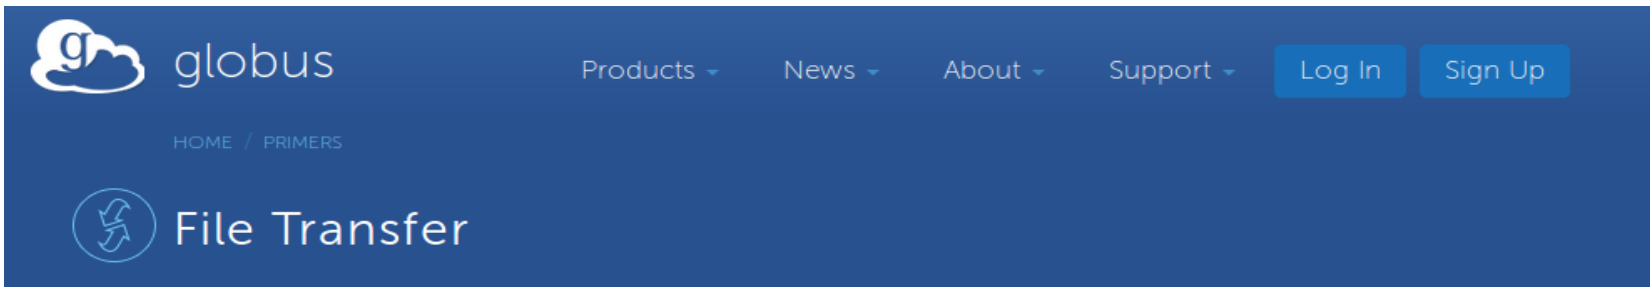 g globus Products News About Support Log In Sign Up
HOME / PRIMERS
File Transfer